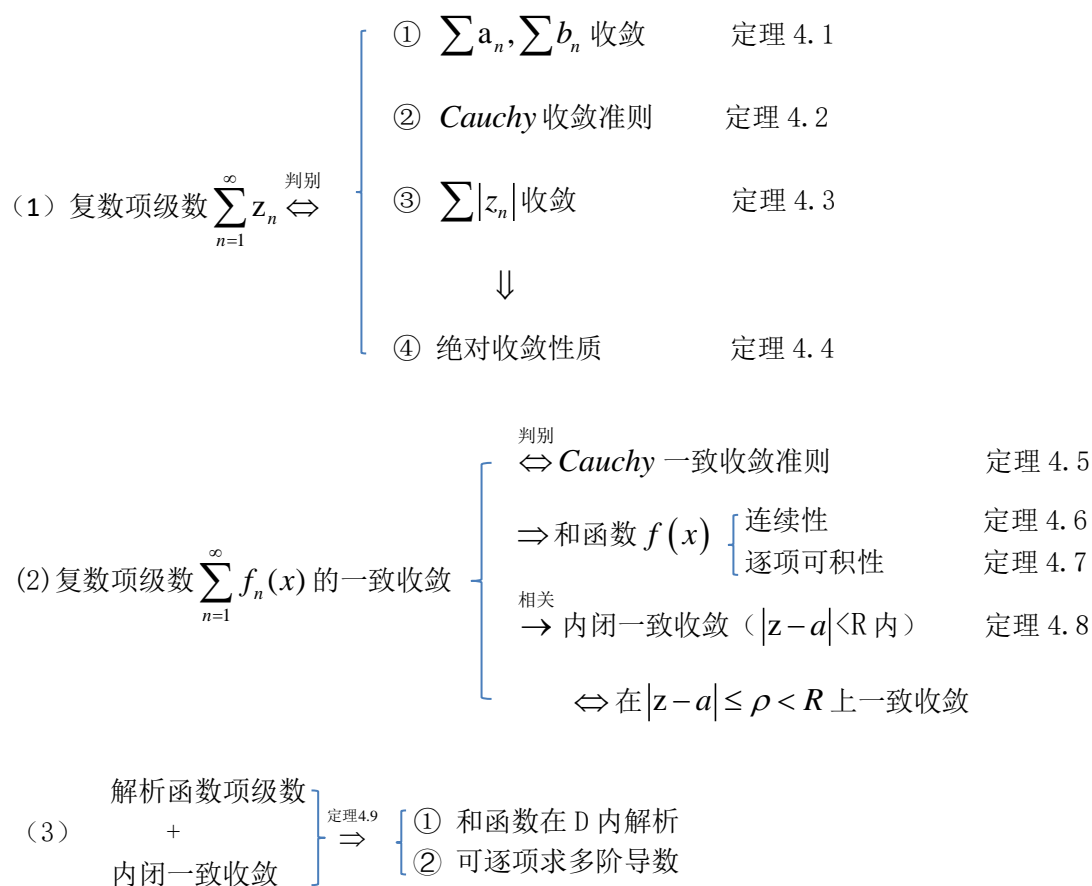 ① ∑aₙ,∑bₙ 收敛 定理 4.1
② Cauchy 收敛准则 定理 4.2
（1）复数项级数 ∑_{n=1}^{∞} zₙ ⇔ 判别
③ ∑|zₙ|收敛 定理 4.3
⇓
④ 绝对收敛性质 定理 4.4
判别
⇔ Cauchy 一致收敛准则 定理 4.5
⇒和函数 f(x) 连续性 定理 4.6
逐项可积性 定理 4.7
(2)复数项级数 ∑_{n=1}^{∞} fₙ(x) 的一致收敛
相关
→ 内闭一致收敛（|z−a|<R 内） 定理 4.8
⇔在|z−a|≤ρ<R 上一致收敛
解析函数项级数
（3） + 定理4.9 ⇒
内闭一致收敛
① 和函数在 D 内解析
② 可逐项求多阶导数